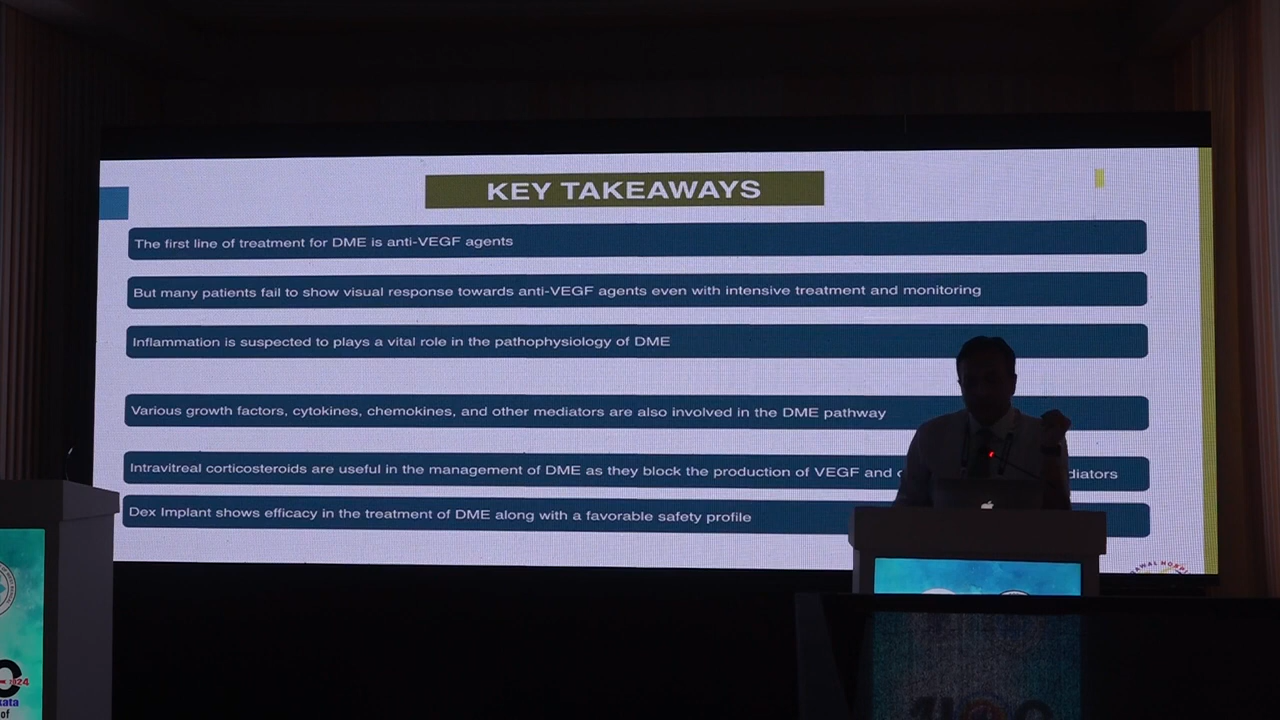 KEY TAKEAWAYS
The first line of treatment for DME is anti-VEGF agents
But many patients fail to show visual response towards anti-VEGF agents even with intensive treatment and monitoring
Inflammation is suspected to plays a vital role in the pathophysiology of DME
Various growth factors, cytokines, chemokines, and other mediators are also involved in the DME pathway
Intravitreal corticosteroids are useful in the management of DME as they block the production of VEGF and
Dex Implant shows efficacy in the treatment of DME along with a favorable safety profile
2024
of